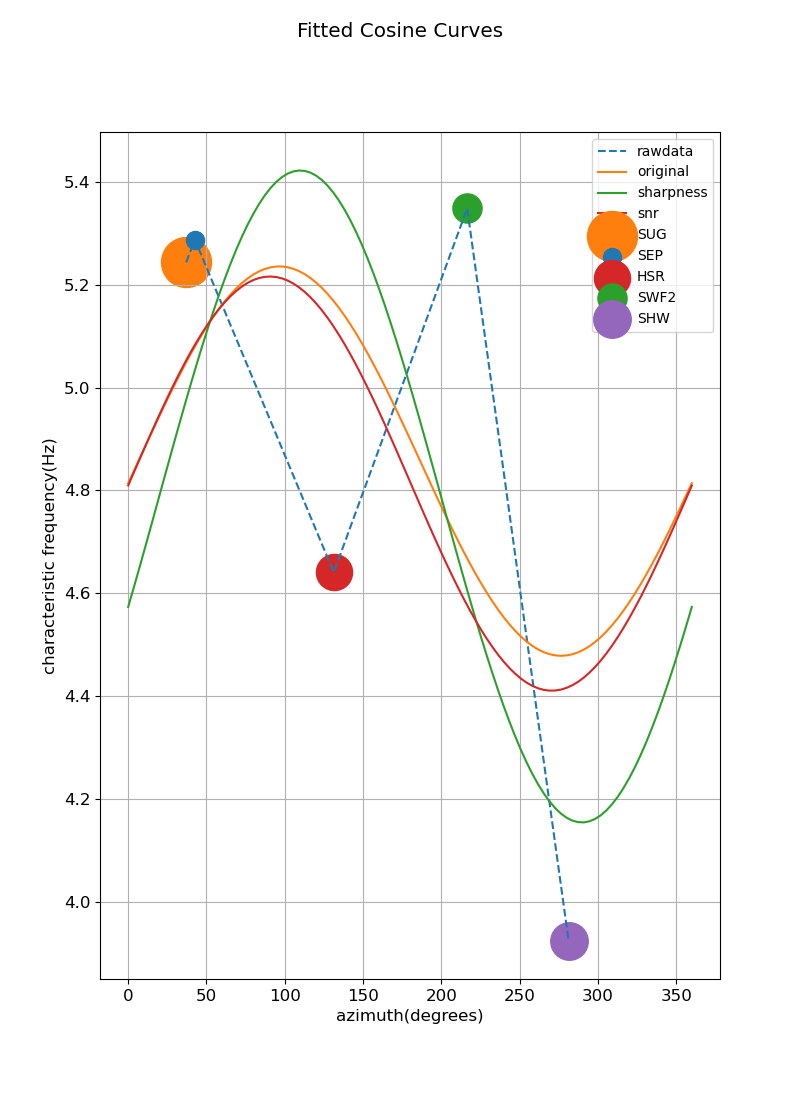 Fitted Cosine Curves
rawdata
original
sharpness
snr
SUG
SEP
HSR
SWF2
SHW
5.4
5.2
5.0
4.8
4.6
4.4
4.2
4.0
characteristic frequency(Hz)
0 50 100 150 200 250 300 350
azimuth(degrees)